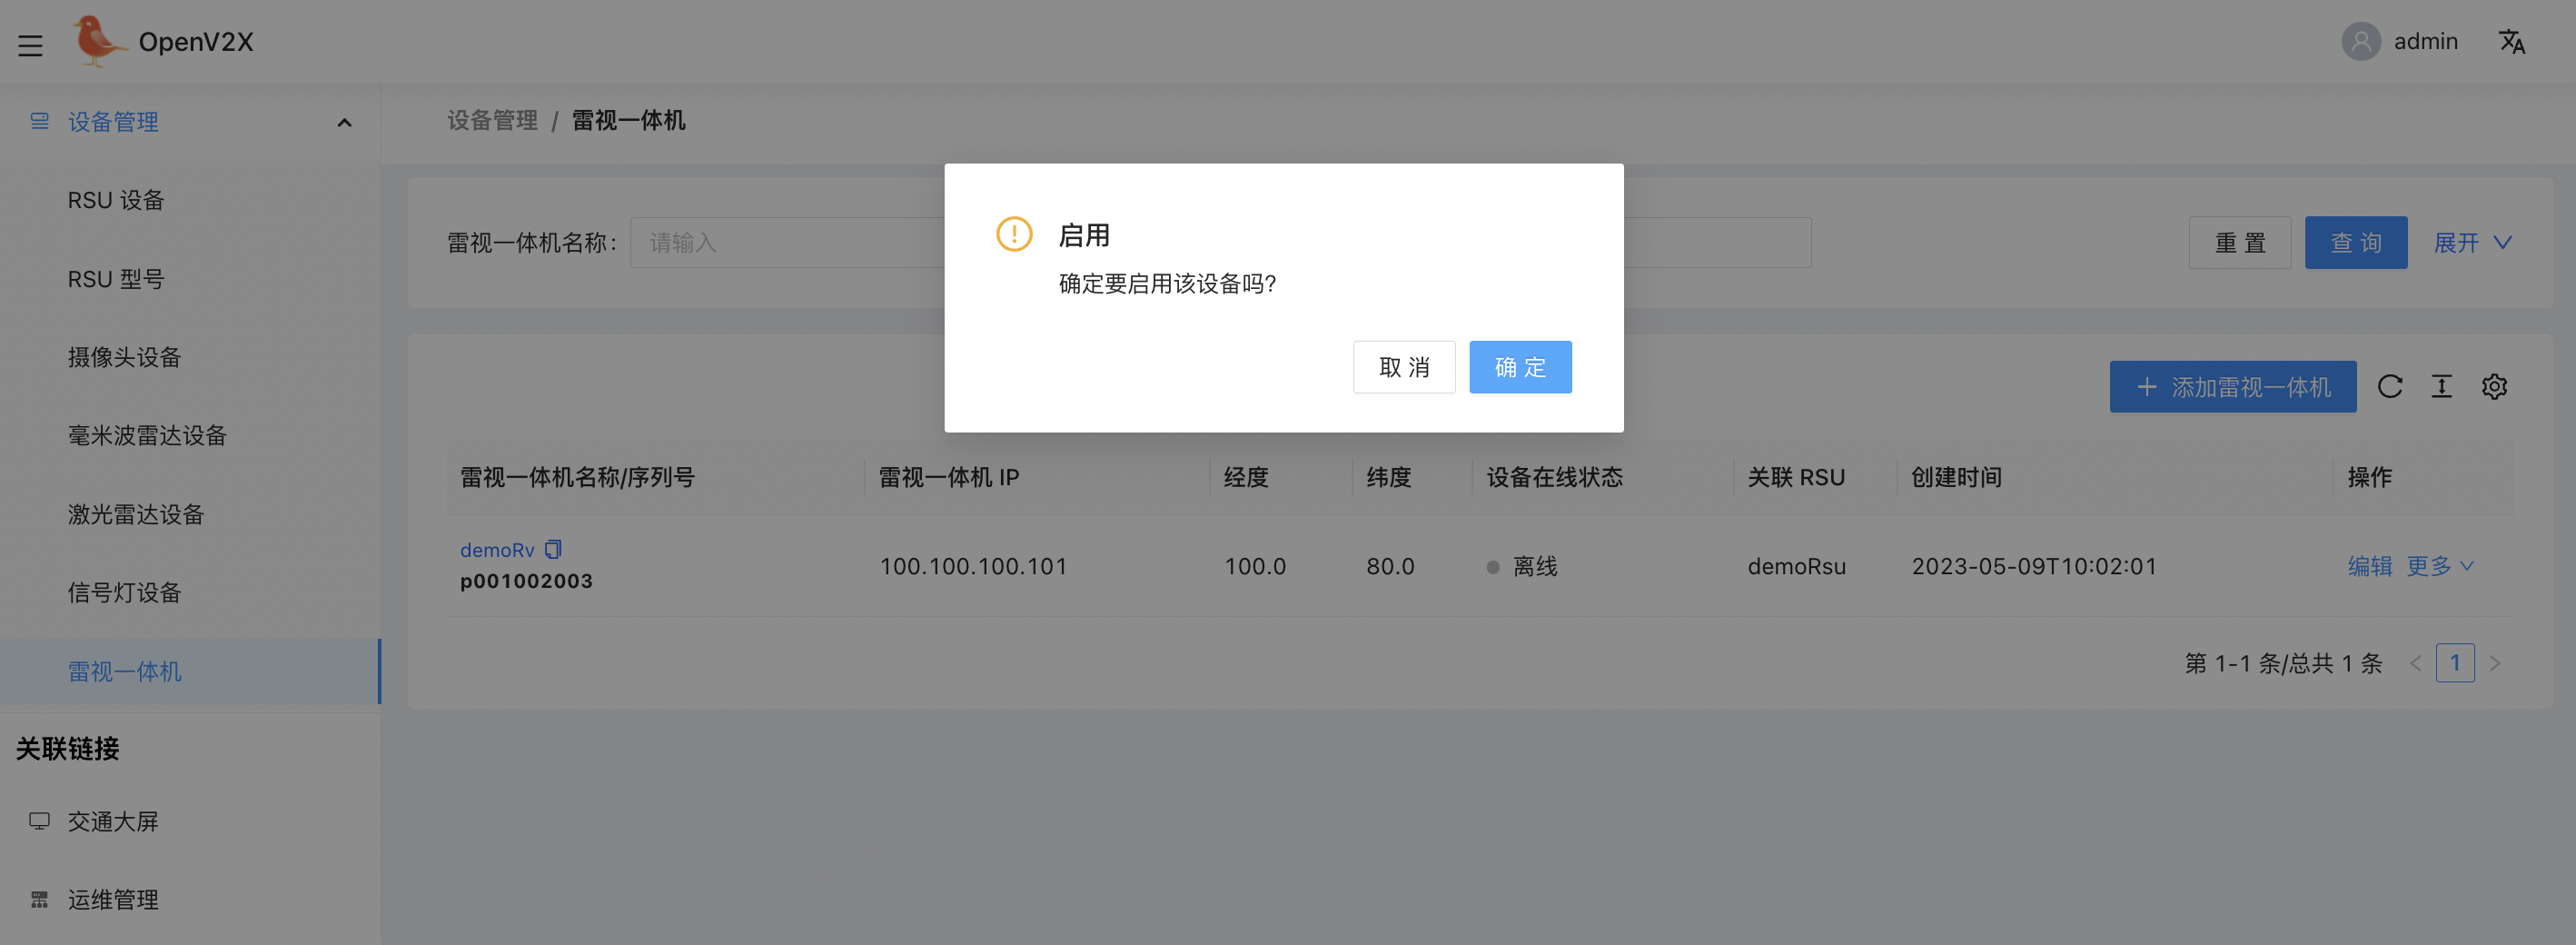 OpenV2X
admin
设备管理
RSU 设备
RSU 型号
摄像头设备
毫米波雷达设备
激光雷达设备
信号灯设备
雷视一体机
关联链接
交通大屏
运维管理
设备管理 / 雷视一体机
雷视一体机名称: 请输入
重 置 查 询 展开
启用
确定要启用该设备吗?
取 消 确 定
添加雷视一体机
雷视一体机名称/序列号 雷视一体机 IP 经度 纬度 设备在线状态 关联 RSU 创建时间 操作
demoRv
p001002003
100.100.100.101 100.0 80.0 离线 demoRsu 2023-05-09T10:02:01 编辑 更多
第 1-1 条/总共 1 条 < 1 >